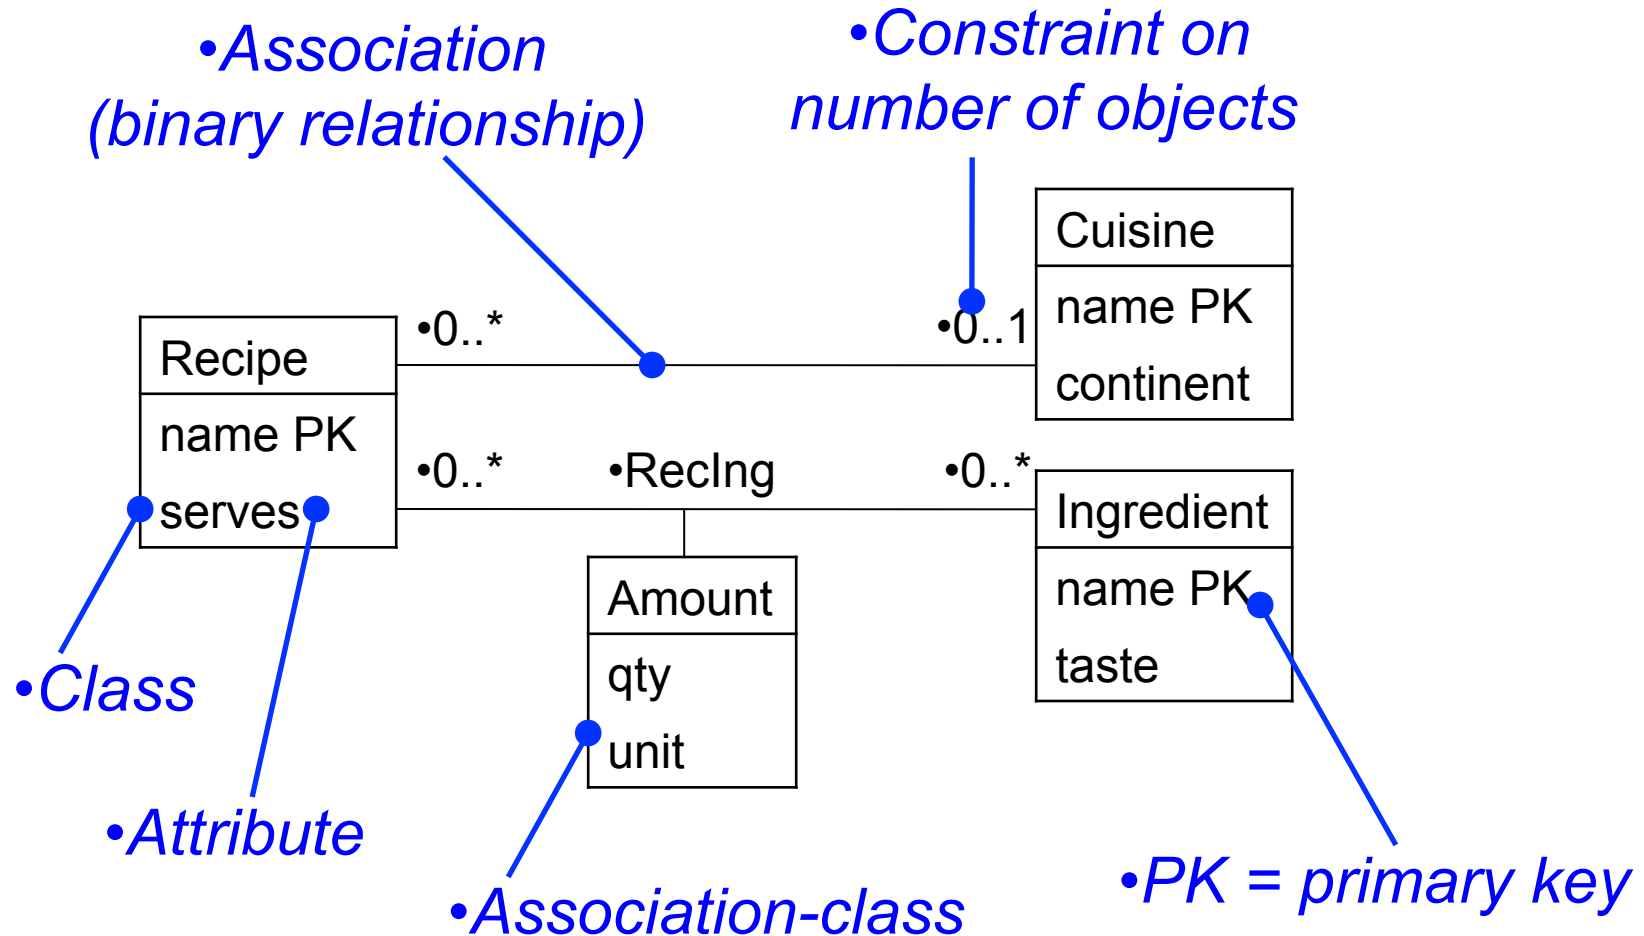 •Association
(binary relationship)
•Constraint on
number of objects
Cuisine
name PK
continent
•0..*
•0..1
Recipe
name PK
serves
•0..*
•RecIng
•0..*
Ingredient
name PK
taste
Amount
qty
unit
•Class
•Attribute
•Association-class
•PK = primary key